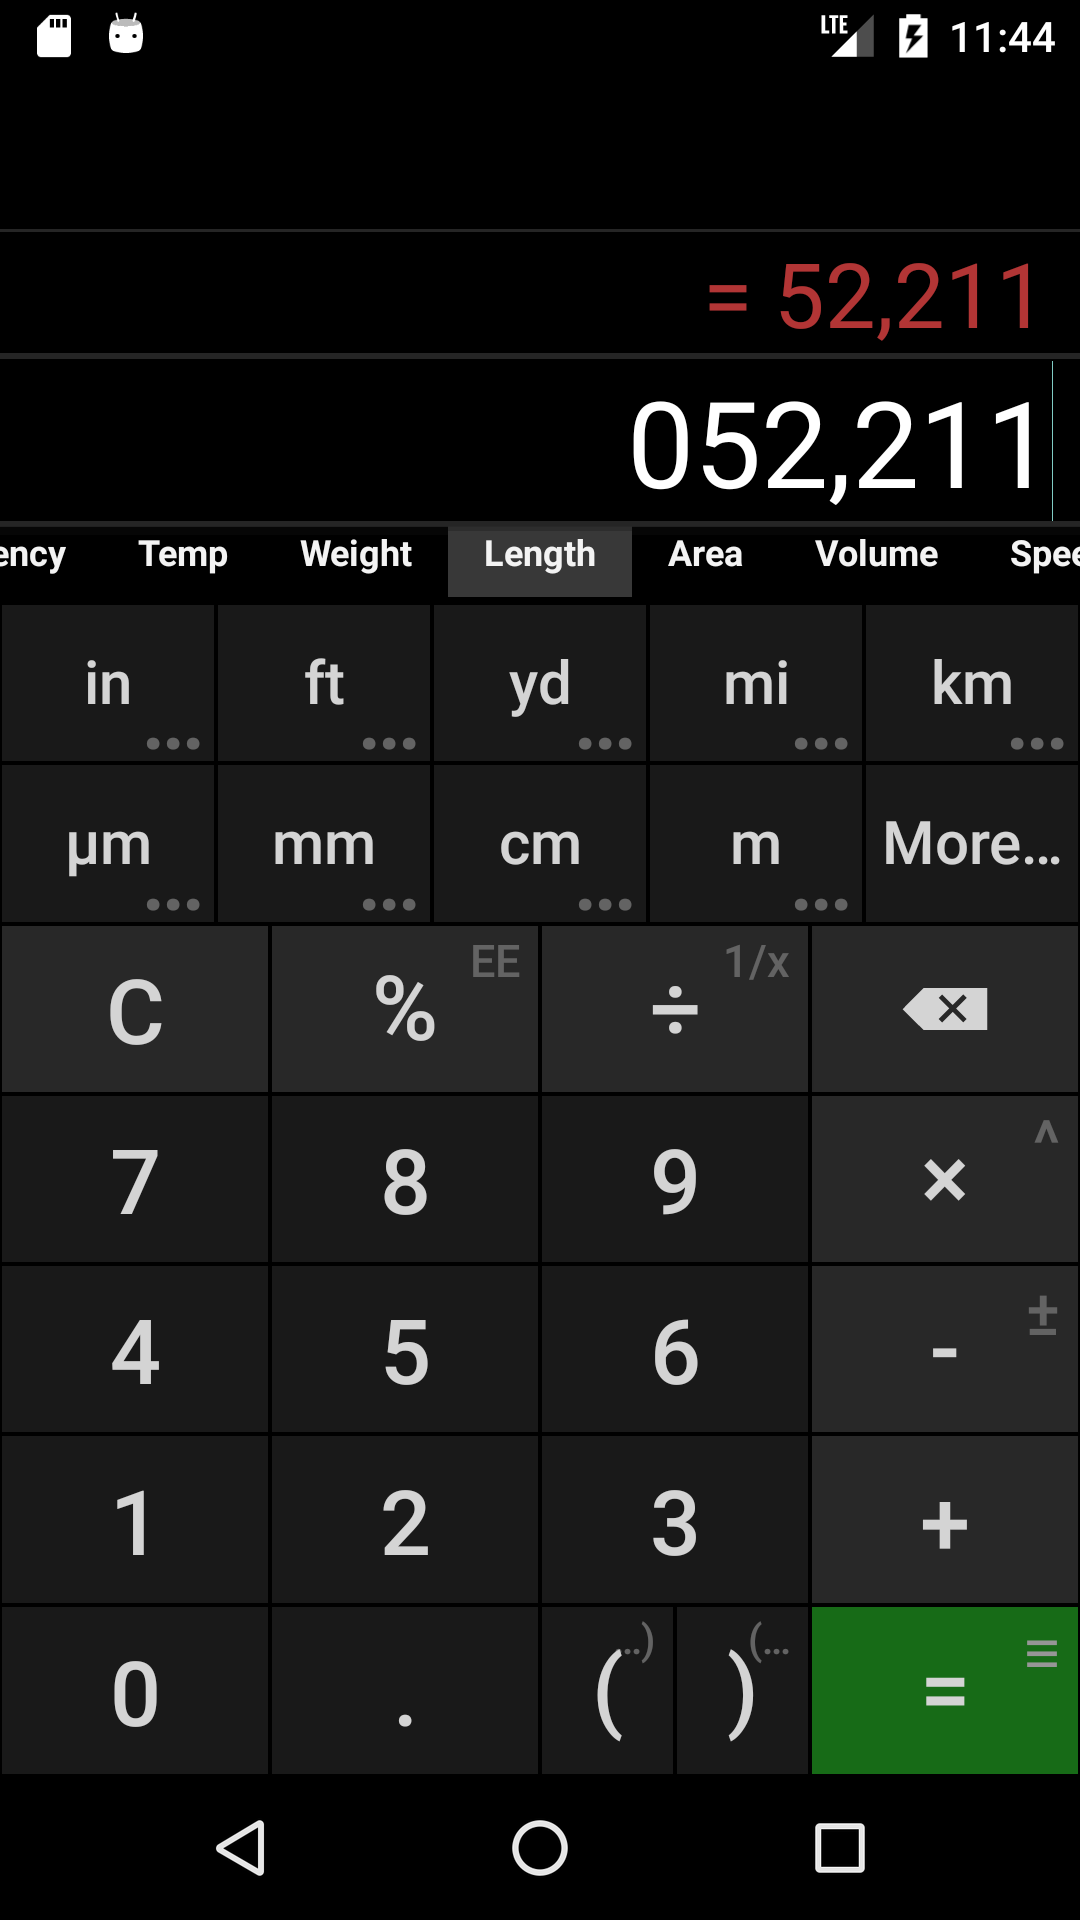 LTE 11:44
= 52,211
052,211
ency Temp Weight Length Area Volume Spee
in ft yd mi km
µm mm cm m More...
C % EE ÷ 1/x
7 8 9 × ^
4 5 6 - ±
1 2 3 +
0 . ( ..) ) (... =